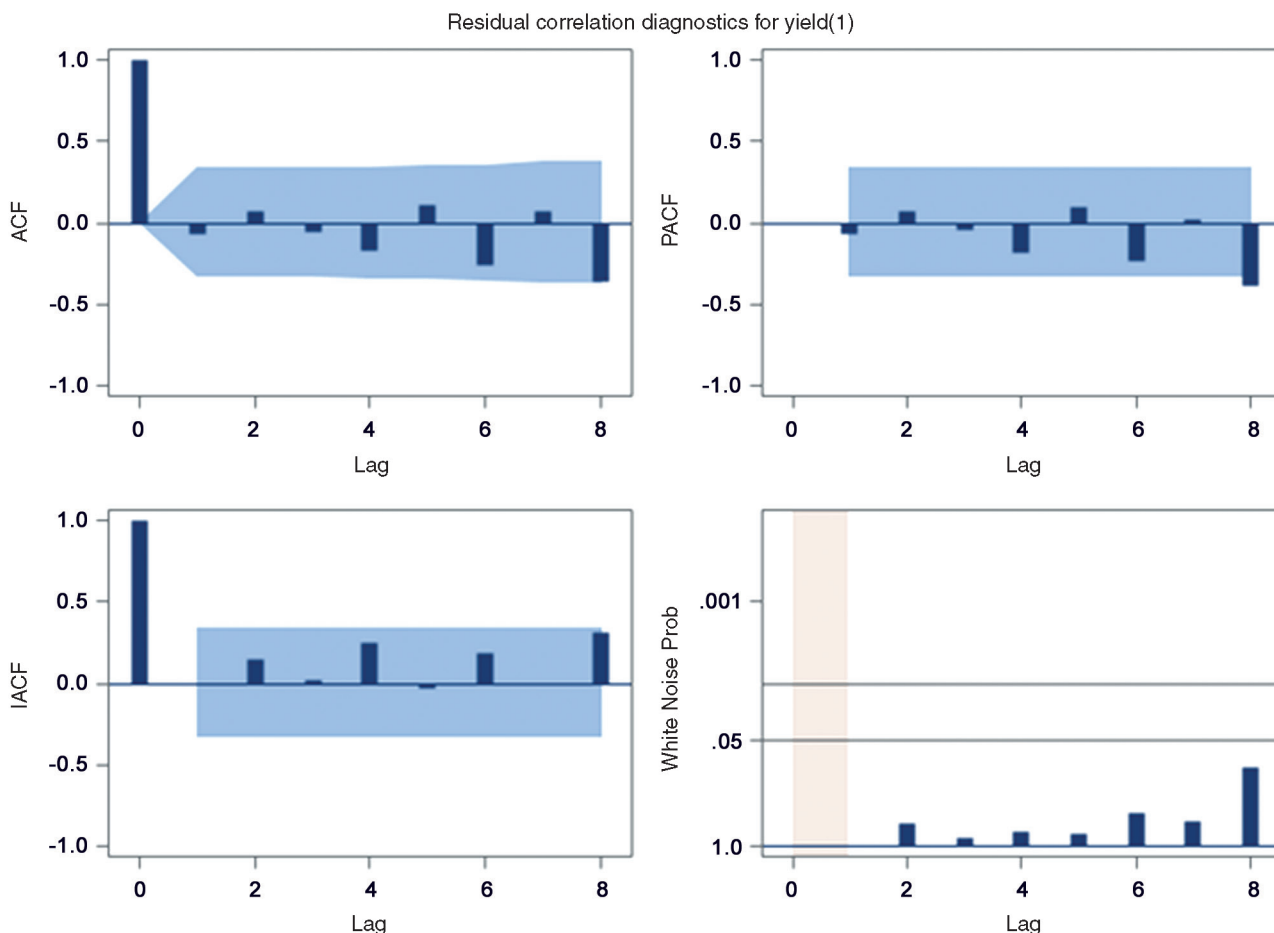 Residual correlation diagnostics for yield(1)
1.0
0.5
0.0
-0.5
-1.0
ACF
0 2 4 6 8
Lag
1.0
0.5
0.0
-0.5
-1.0
PACF
0 2 4 6 8
Lag
1.0
0.5
0.0
-0.5
-1.0
IACF
0 2 4 6 8
Lag
.001
.05
1.0
White Noise Prob
0 2 4 6 8
Lag